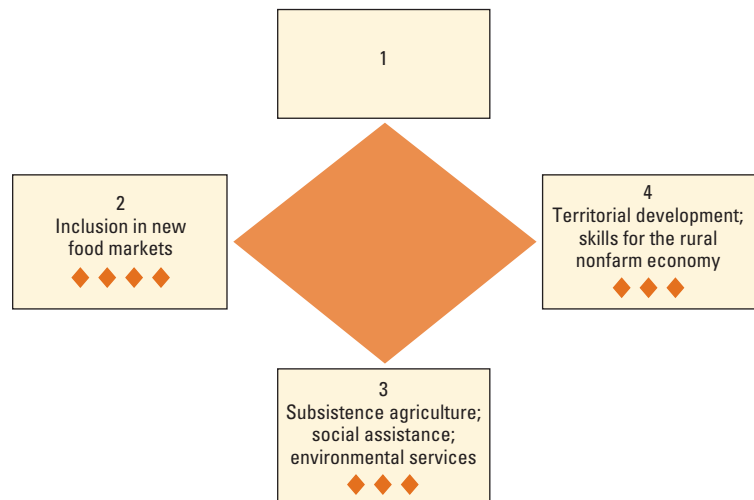 1
2
Inclusion in new
food markets
4
Territorial development;
skills for the rural
nonfarm economy
3
Subsistence agriculture;
social assistance;
environmental services